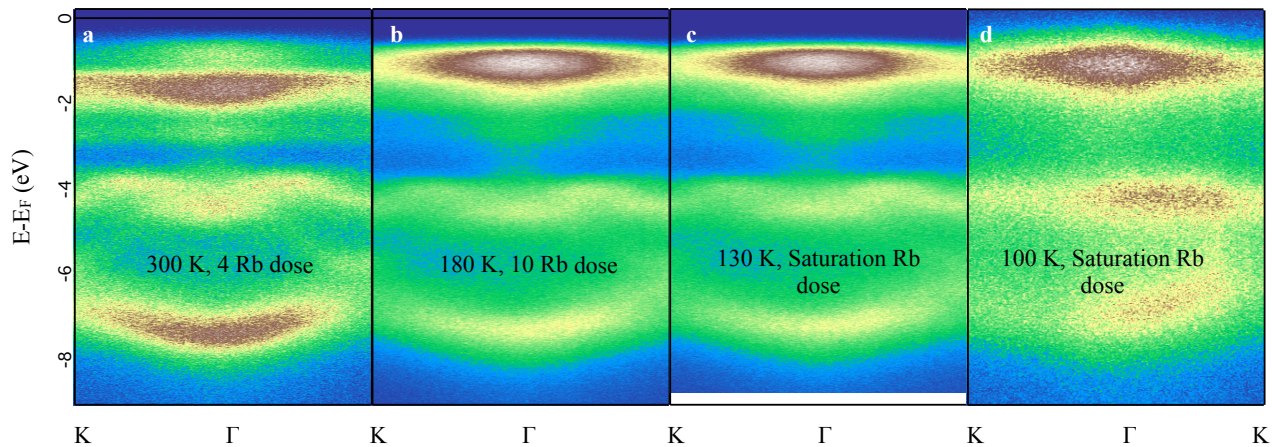 a
b
c
d
0
-2
-4
-6
-8
E-E_F (eV)
300 K, 4 Rb dose
180 K, 10 Rb dose
130 K, Saturation Rb
dose
100 K, Saturation Rb
dose
K Γ K Γ K Γ K Γ K